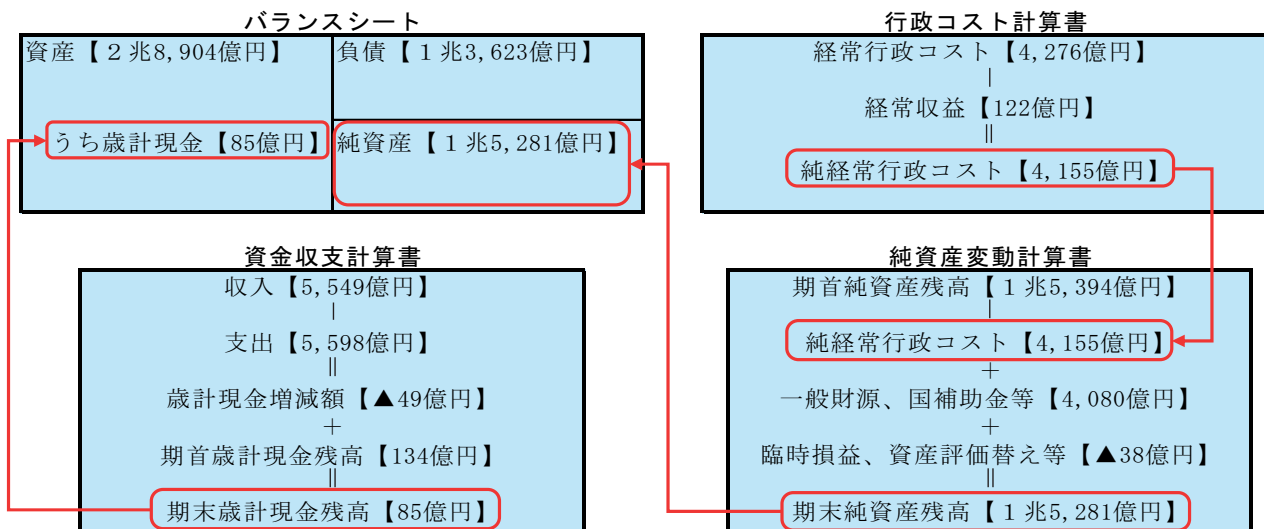 バランスシート
資産【2兆8,904億円】
負債【1兆3,623億円】
うち歳計現金【85億円】
純資産【1兆5,281億円】
行政コスト計算書
経常行政コスト【4,276億円】
|
経常収益【122億円】
||
純経常行政コスト【4,155億円】
資金収支計算書
収入【5,549億円】
|
支出【5,598億円】
||
歳計現金増減額【▲49億円】
+
期首歳計現金残高【134億円】
||
期末歳計現金残高【85億円】
純資産変動計算書
期首純資産残高【1兆5,394億円】
|
純経常行政コスト【4,155億円】
+
一般財源、国補助金等【4,080億円】
+
臨時損益、資産評価替え等【▲38億円】
||
期末純資産残高【1兆5,281億円】